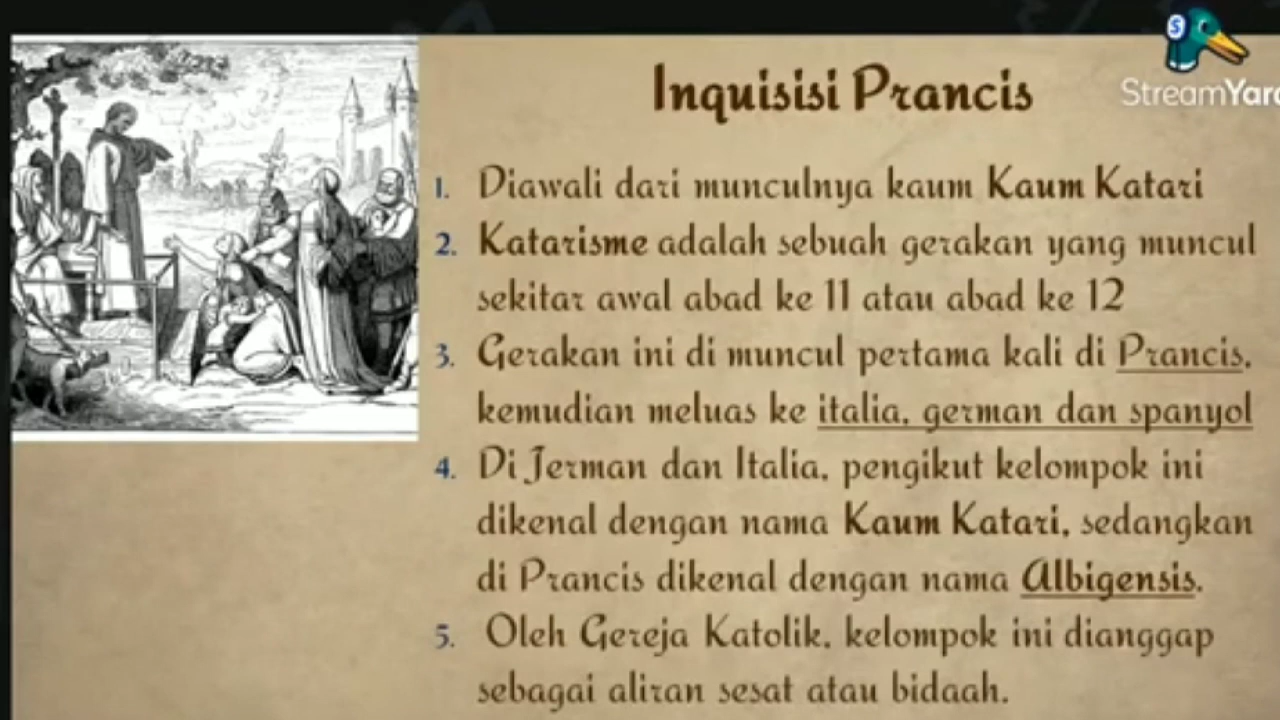 Inquisisi Prancis
StreamYard
1. Diawali dari munculnya kaum Kaum Katari
2. Katarisme adalah sebuah gerakan yang muncul
sekitar awal abad ke 11 atau abad ke 12
3. Gerakan ini di muncul pertama kali di Prancis,
kemudian meluas ke italia, german dan spanyol
4. Di Jerman dan Italia, pengikut kelompok ini
dikenal dengan nama Kaum Katari, sedangkan
di Prancis dikenal dengan nama Albigensis.
5. Oleh Gereja Katolik, kelompok ini dianggap
sebagai aliran sesat atau bidaah.